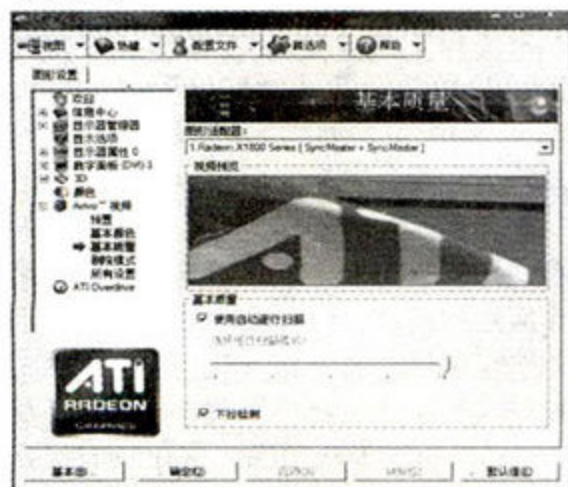 视图 热键 配置文件 首选项 帮助
图形设置
欢迎
信息中心
显示器管理器
显示选项
显示器属性 0
数字面板 (DVI) 1
3D
颜色
Avivo™ 视频
预置
基本颜色
基本质量
剧院模式
所有设置
ATI Overdrive
基本质量
图形适配器:
1. Radeon X1800 Series [ SyncMaster + SyncMaster ]
视频预览
基本质量
使用自动逐行扫描
下拉检测
ATI
RADEON
GRAPHICS
基本(B)... 确定(O) 默认值(D)